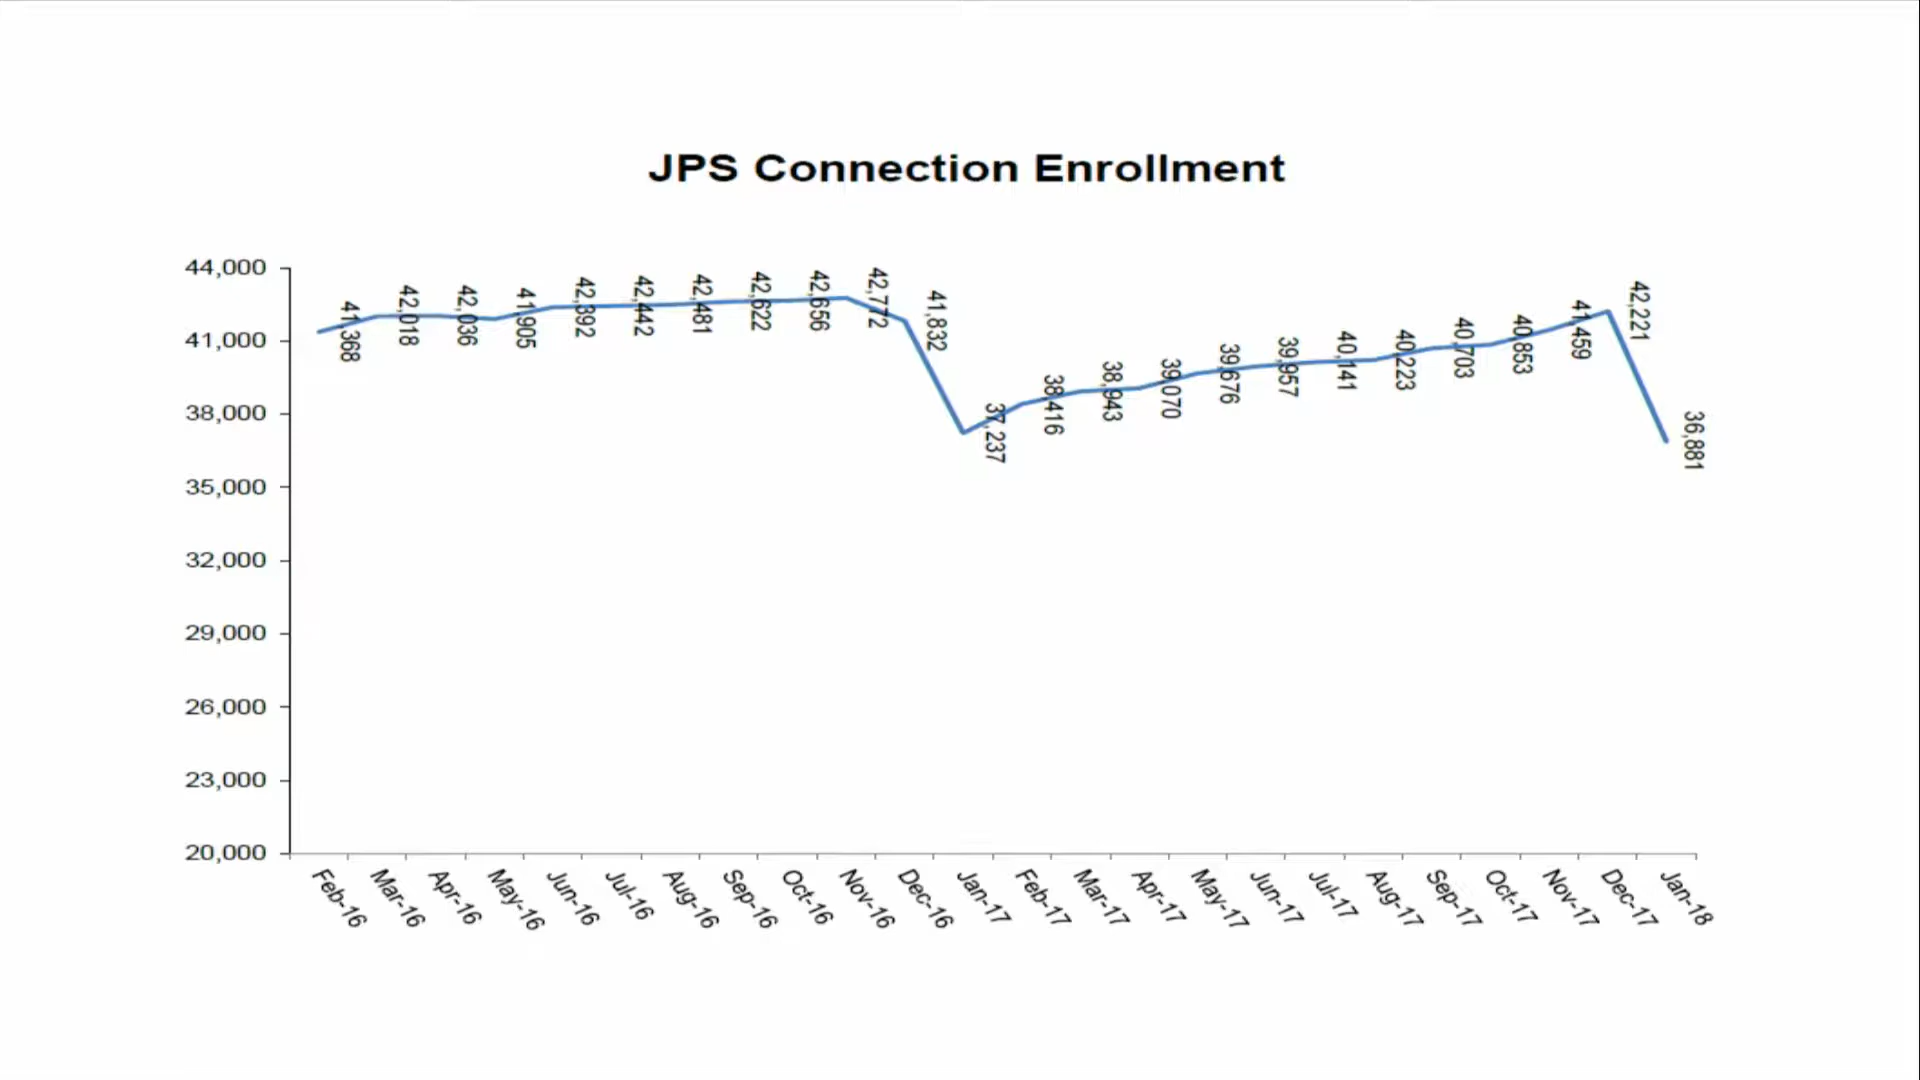 JPS Connection Enrollment
44,000
41,000
38,000
35,000
32,000
29,000
26,000
23,000
20,000
41,368
42,018
42,036
41,905
42,392
42,442
42,481
42,622
42,656
42,772
41,832
37,237
38,416
38,943
39,070
39,676
39,957
40,141
40,223
40,703
40,853
41,459
42,221
36,881
Feb-16
Mar-16
Apr-16
May-16
Jun-16
Jul-16
Aug-16
Sep-16
Oct-16
Nov-16
Dec-16
Jan-17
Feb-17
Mar-17
Apr-17
May-17
Jun-17
Jul-17
Aug-17
Sep-17
Oct-17
Nov-17
Dec-17
Jan-18